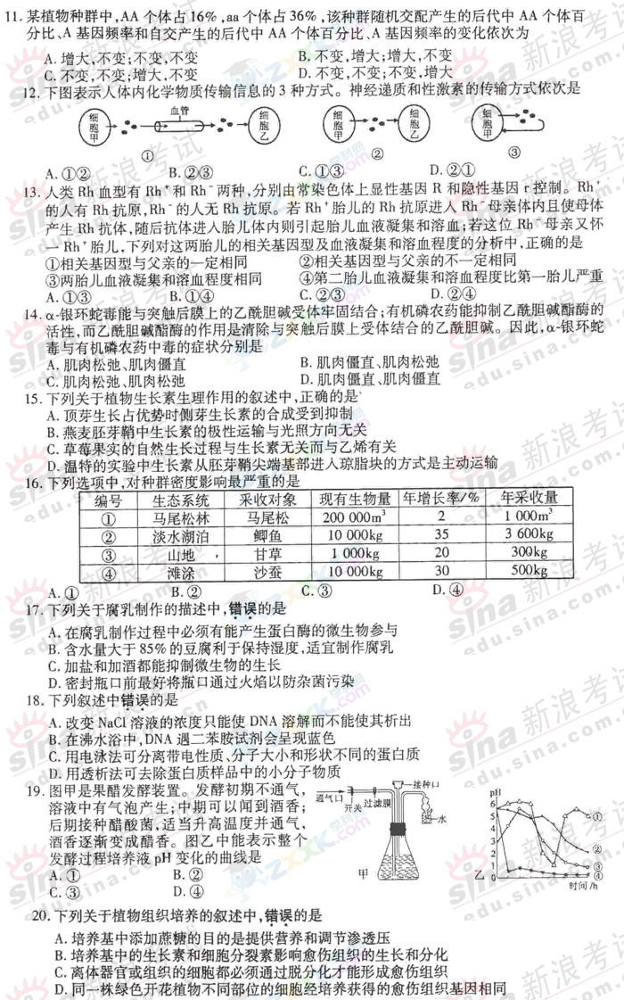 11. 某植物种群中,AA 个体占16%,aa个体占36%,该种群随机交配产生的后代中 AA 个体百
分比、A 基因频率和自交产生的后代中 AA 个体百分比、A 基因频率的变化依次为
A. 增大,不变;不变,不变 B. 不变,增大;增大,不变
C. 不变,不变;增大,不变 D. 不变,不变;不变,增大
12. 下图表示人体内化学物质传输信息的3种方式。神经递质和性激素的传输方式依次是
细胞甲 血管 细胞乙 细胞甲 细胞乙 细胞甲
① ② ③
A. ①② B. ②③ C. ①③ D. ②①
13. 人类 Rh 血型有 Rh⁺和 Rh⁻两种,分别由常染色体上显性基因 R 和隐性基因 r 控制。Rh⁺
的人有 Rh 抗原,Rh⁻的人无 Rh 抗原。若 Rh⁺胎儿的 Rh 抗原进入 Rh⁻母亲体内且使母体
产生 Rh 抗体,随后抗体进入胎儿体内则引起胎儿血液凝集和溶血;若这位 Rh⁻母亲又怀
一 Rh⁺胎儿,下列对这两胎儿的相关基因型及血液凝集和溶血程度的分析中,正确的是
①相关基因型与父亲的一定相同 ②相关基因型与父亲的不一定相同
③两胎儿血液凝集和溶血程度相同 ④第二胎儿血液凝集和溶血程度比第一胎儿严重
A. ①③ B. ①④ C. ②③ D. ②④
14. α-银环蛇毒能与突触后膜上的乙酰胆碱受体牢固结合;有机磷农药能抑制乙酰胆碱酯酶的
活性,而乙酰胆碱酯酶的作用是清除与突触后膜上受体结合的乙酰胆碱。因此,α-银环蛇
毒与有机磷农药中毒的症状分别是
A. 肌肉松弛、肌肉僵直 B. 肌肉僵直、肌肉松弛
C. 肌肉松弛、肌肉松弛 D. 肌肉僵直、肌肉僵直
15. 下列关于植物生长素生理作用的叙述中,正确的是
A. 顶芽生长占优势时侧芽生长素的合成受到抑制
B. 燕麦胚芽鞘中生长素的极性运输与光照方向无关
C. 草莓果实的自然生长过程与生长素无关而与乙烯有关
D. 温特的实验中生长素从胚芽鞘尖端基部进入琼脂块的方式是主动运输
16. 下列选项中,对种群密度影响最严重的是
编号 生态系统 采收对象 现有生物量 年增长率/% 年采收量
① 马尾松林 马尾松 200 000m³ 2 1 000m³
② 淡水湖泊 鲫鱼 10 000kg 35 3 600kg
③ 山地 甘草 1 000kg 20 300kg
④ 滩涂 沙蚕 10 000kg 30 500kg
A. ① B. ② C. ③ D. ④
17. 下列关于腐乳制作的描述中,错误的是
A. 在腐乳制作过程中必须有能产生蛋白酶的微生物参与
B. 含水量大于85%的豆腐利于保持湿度,适宜制作腐乳
C. 加盐和加酒都能抑制微生物的生长
D. 密封瓶口前最好将瓶口通过火焰以防杂菌污染
18. 下列叙述中错误的是
A. 改变 NaCl 溶液的浓度只能使 DNA 溶解而不能使其析出
B. 在沸水浴中,DNA 遇二苯胺试剂会呈现蓝色
C. 用电泳法可分离带电性质、分子大小和形状不同的蛋白质
D. 用透析法可去除蛋白质样品中的小分子物质
19. 图甲是果醋发酵装置。发酵初期不通气,
溶液中有气泡产生;中期可以闻到酒香;
后期接种醋酸菌,适当升高温度并通气,
酒香逐渐变成醋香。图乙中能表示整个
发酵过程培养液 pH 变化的曲线是
A. ① B. ②
C. ③ D. ④
通气口 开关 过滤膜 接种口 水 甲
pH 6 5 4 3 2 1 0 ① ② ③ ④ 时间/h 乙
20. 下列关于植物组织培养的叙述中,错误的是
A. 培养基中添加蔗糖的目的是提供营养和调节渗透压
B. 培养基中的生长素和细胞分裂素影响愈伤组织的生长和分化
C. 离体器官或组织的细胞都必须通过脱分化才能形成愈伤组织
D. 同一株绿色开花植物不同部位的细胞经培养获得的愈伤组织基因相同
sina 新浪考试
edu.sina.com.cn
学科网
ZXXK.COM